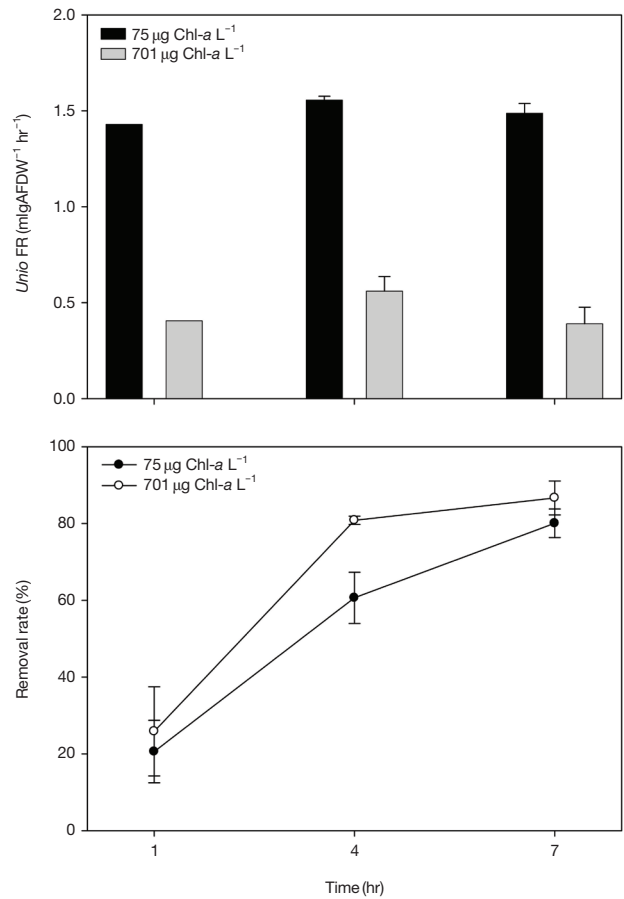 2.0
75 µg Chl-a L⁻¹
701 µg Chl-a L⁻¹
1.5
1.0
0.5
0.0
Unio FR (mlgAFDW⁻¹ hr⁻¹)
100
75 µg Chl-a L⁻¹
701 µg Chl-a L⁻¹
80
60
40
20
0
Removal rate (%)
1 4 7
Time (hr)